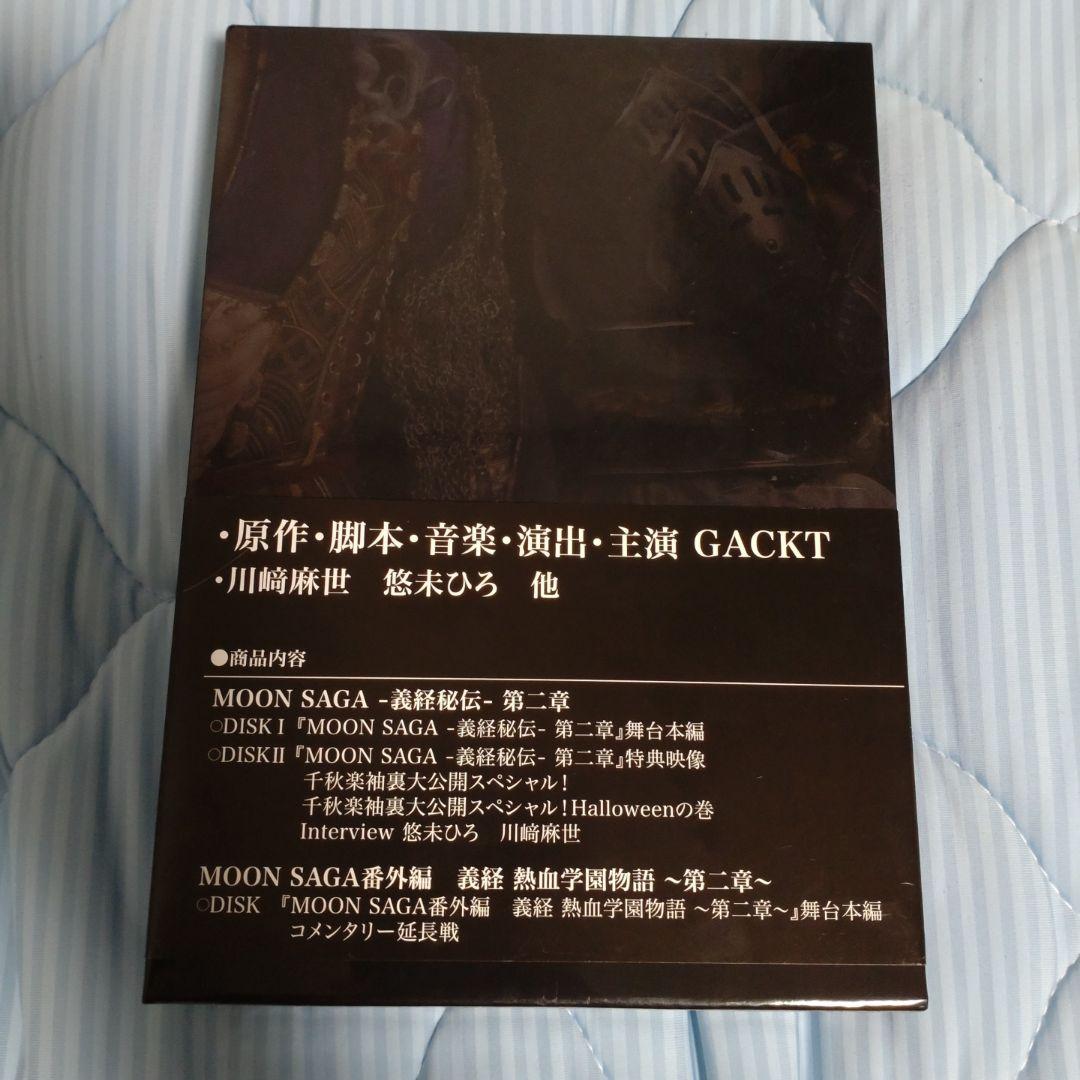 ・原作・脚本・音楽・演出・主演 GACKT
・川﨑麻世　悠未ひろ　他
●商品内容
MOON SAGA -義経秘伝- 第二章
○DISK I 『MOON SAGA -義経秘伝- 第二章』舞台本編
○DISK II 『MOON SAGA -義経秘伝- 第二章』特典映像
千秋楽袖裏大公開スペシャル！
千秋楽袖裏大公開スペシャル！Halloweenの巻
Interview 悠未ひろ　川﨑麻世
MOON SAGA番外編　義経 熱血学園物語 ～第二章～
○DISK 『MOON SAGA番外編　義経 熱血学園物語 ～第二章～』舞台本編
コメンタリー延長戦